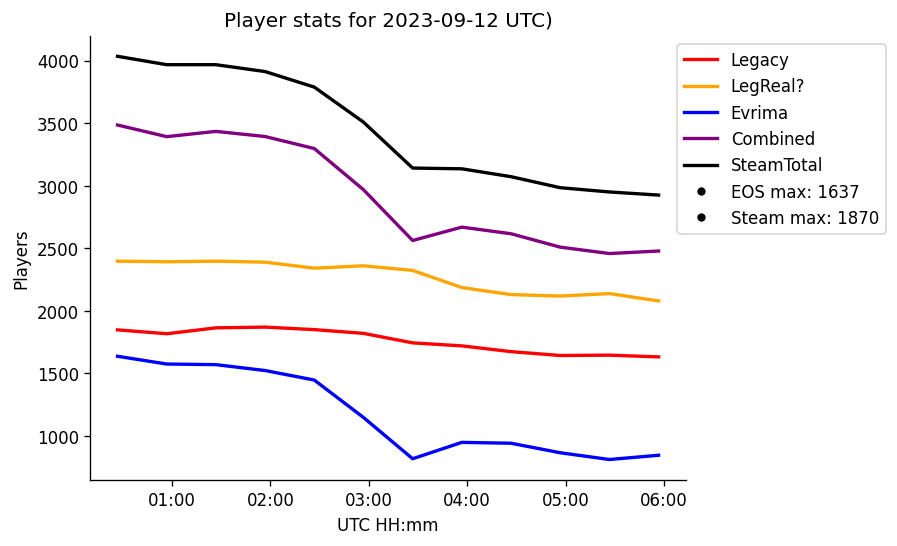 Player stats for 2023-09-12 UTC)
Players
4000
3500
3000
2500
2000
1500
1000
01:00
02:00
03:00
04:00
05:00
06:00
UTC HH:mm
Legacy
LegReal?
Evrima
Combined
SteamTotal
EOS max: 1637
Steam max: 1870